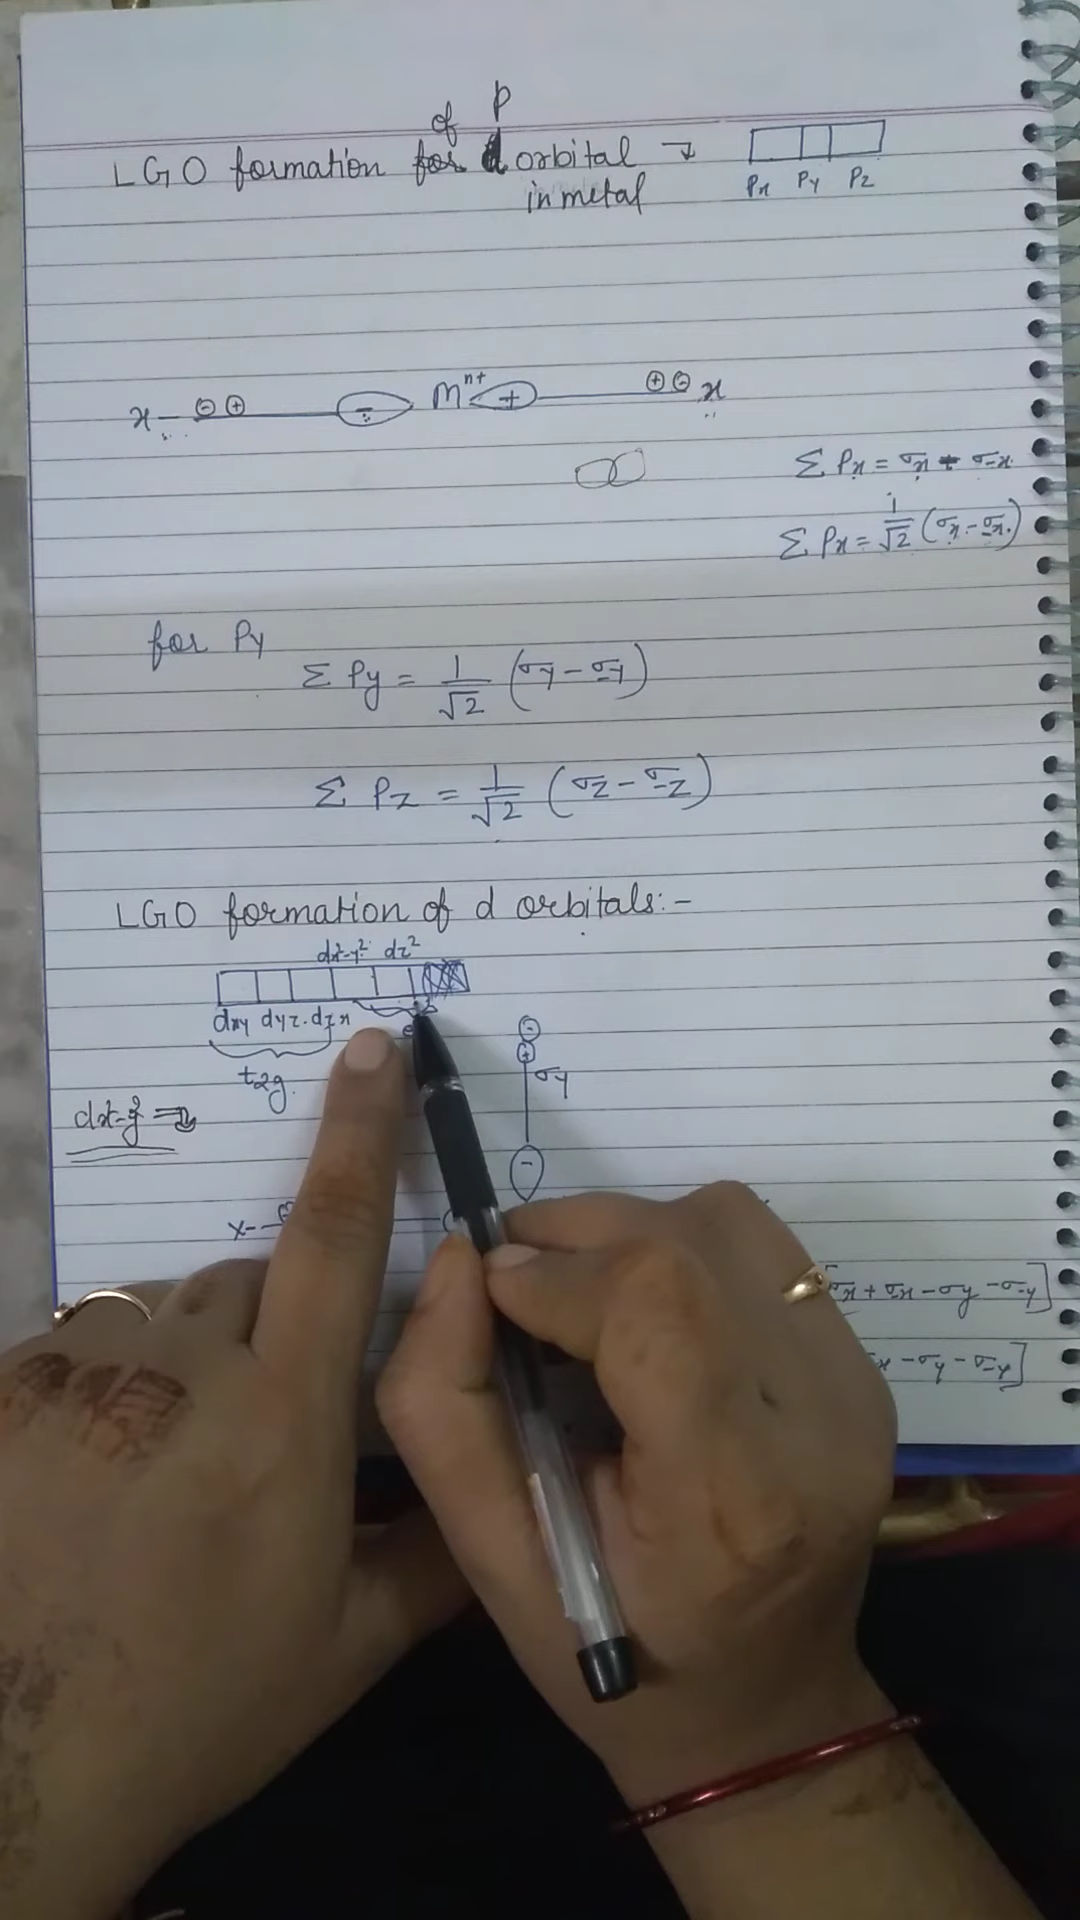 of P
LGO formation for d orbital →
in metal
Px Py Pz
x- ⊖ ⊕ - Mⁿ⁺ + ⊕ ⊖ x
Σ Px = σx - σ-x
Σ Px = 1/√2 (σx - σ-x)
for Py
Σ Py = 1/√2 (σy - σ-y)
Σ Pz = 1/√2 (σz - σ-z)
LGO formation of d orbitals:-
dx²-y² dz²
dxy dyz dzx
t2g
⊖
⊕
σy
dx²-y² ⇒
-
x-
σx + σ-x - σy - σ-y]
-x - σy - σ-y]